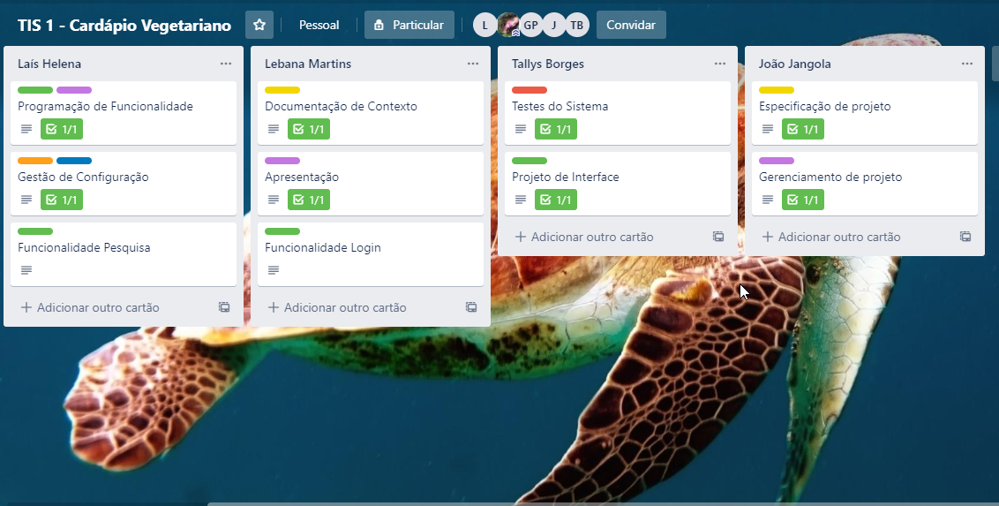 TIS 1 - Cardápio Vegetariano
Pessoal
Particular
L
GP
J
TB
Convidar
Laís Helena
Programação de Funcionalidade
1/1
Gestão de Configuração
1/1
Funcionalidade Pesquisa
Adicionar outro cartão
Lebana Martins
Documentação de Contexto
1/1
Apresentação
1/1
Funcionalidade Login
Adicionar outro cartão
Tallys Borges
Testes do Sistema
1/1
Projeto de Interface
1/1
Adicionar outro cartão
João Jangola
Especificação de projeto
1/1
Gerenciamento de projeto
1/1
Adicionar outro cartão